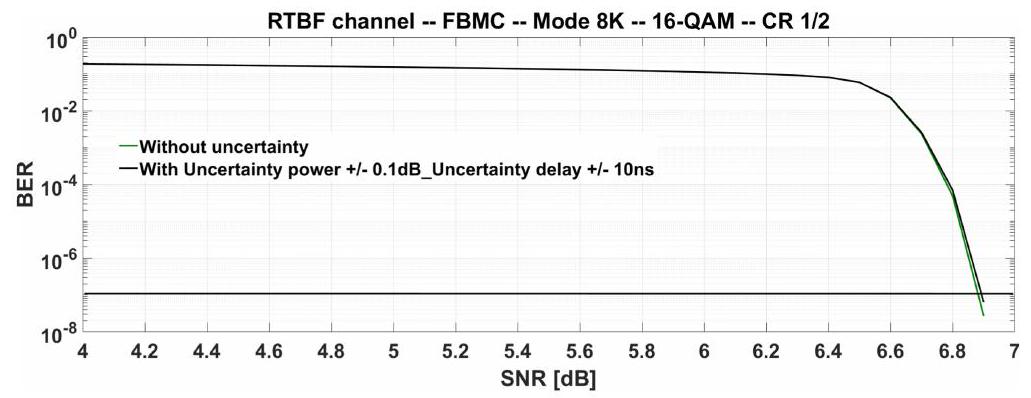 RTBF channel -- FBMC -- Mode 8K -- 16-QAM -- CR 1/2
10^0
10^-2
10^-4
10^-6
10^-8
BER
Without uncertainty
With Uncertainty power +/- 0.1dB_Uncertainty delay +/- 10ns
4 4.2 4.4 4.6 4.8 5 5.2 5.4 5.6 5.8 6 6.2 6.4 6.6 6.8 7
SNR [dB]